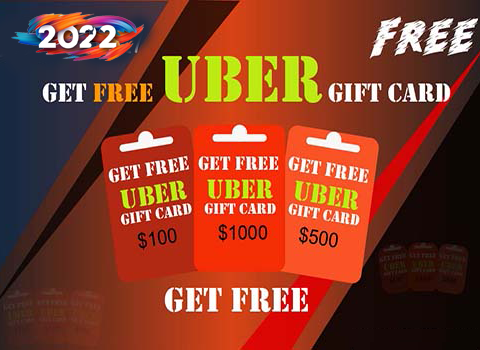 2022
FREE
GET FREE UBER GIFT CARD
GET FREE
UBER
GIFT CARD
$100
GET FREE
UBER
GIFT CARD
$1000
GET FREE
UBER
GIFT CARD
$500
GET FREE